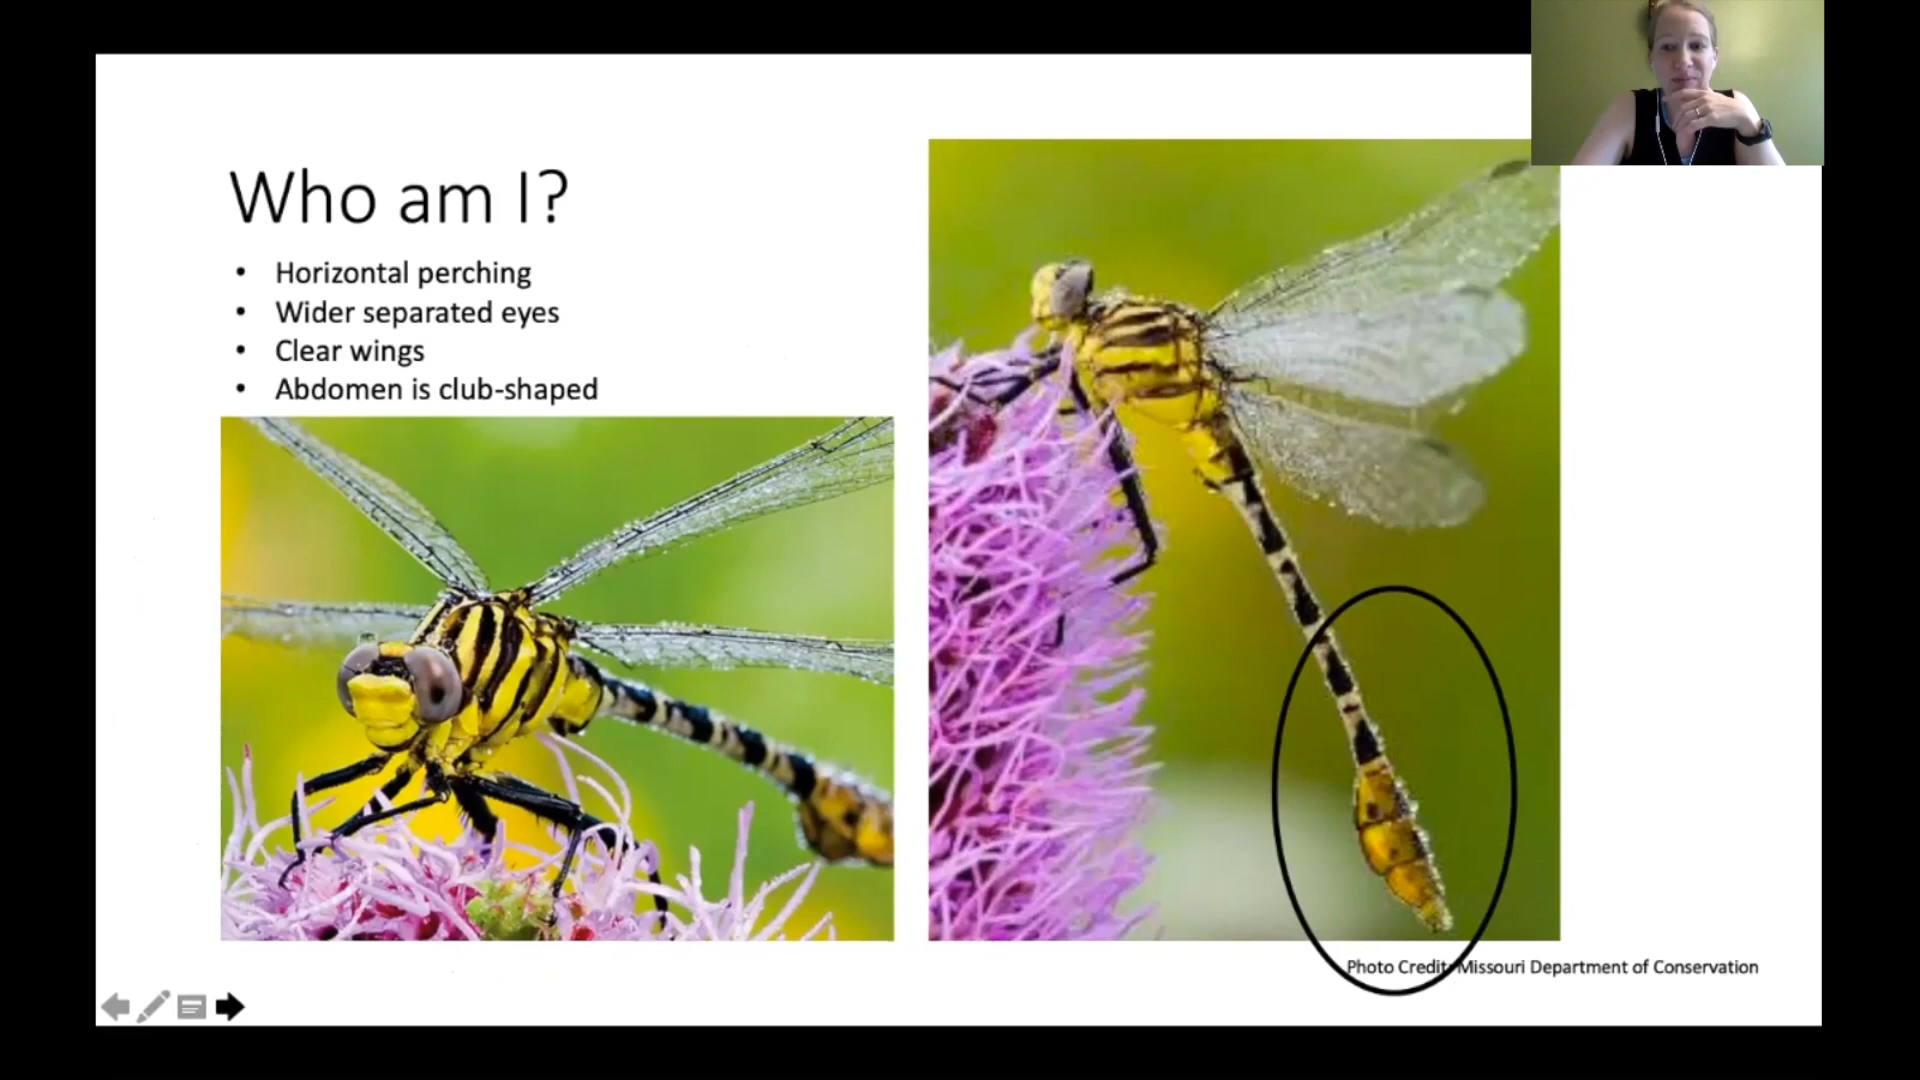 Who am I?
• Horizontal perching
• Wider separated eyes
• Clear wings
• Abdomen is club-shaped
Photo Credit: Missouri Department of Conservation